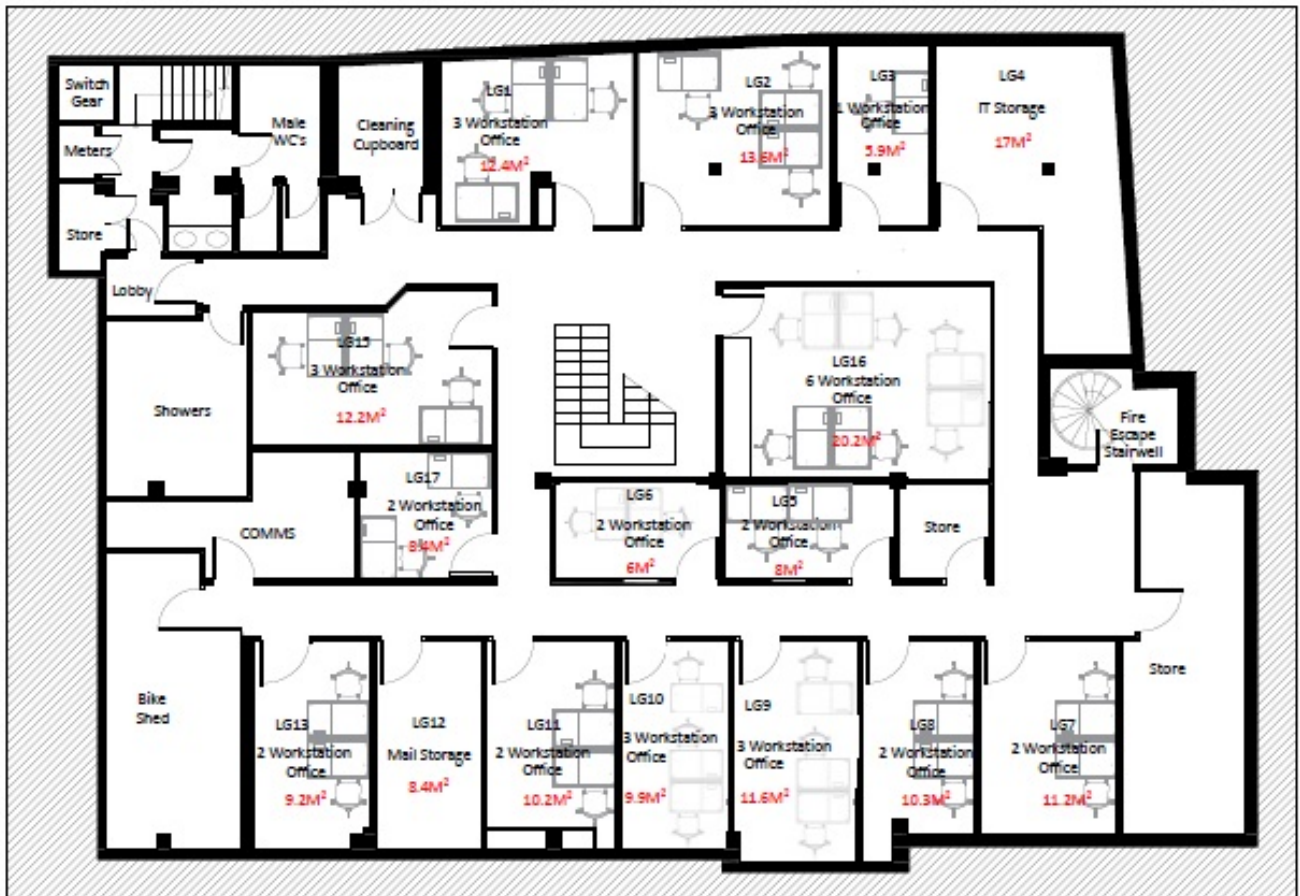 Switch
Gear
Meters
Store
Lobby
Male
WC's
Cleaning
Cupboard
LG1
3 Workstation
Office
12.4M²
LG2
3 Workstation
Office
13.6M²
LG3
1 Workstation
Office
5.9M²
LG4
IT Storage
17M²
Showers
LG15
3 Workstation
Office
12.2M²
LG16
6 Workstation
Office
20.2M²
Fire
Escape
Stairwell
COMMS
LG17
2 Workstation
Office
8.4M²
LG6
2 Workstation
Office
6M²
LG5
2 Workstation
Office
8M²
Store
Bike
Shed
LG13
2 Workstation
Office
9.2M²
LG12
Mail Storage
8.4M²
LG11
2 Workstation
Office
10.2M²
LG10
3 Workstation
Office
9.9M²
LG9
3 Workstation
Office
11.6M²
LG8
2 Workstation
Office
10.3M²
LG7
2 Workstation
Office
11.2M²
Store